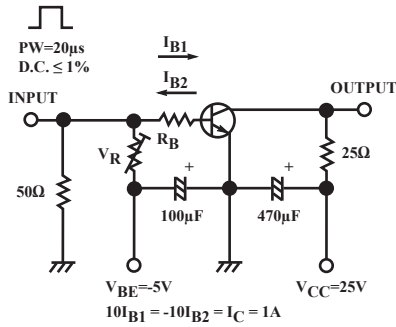 PW=20µs
D.C. ≤ 1%
IB1
IB2
INPUT
OUTPUT
VR
RB
50Ω
25Ω
+
+
100µF
470µF
VBE=-5V
VCC=25V
10IB1 = -10IB2 = IC = 1A